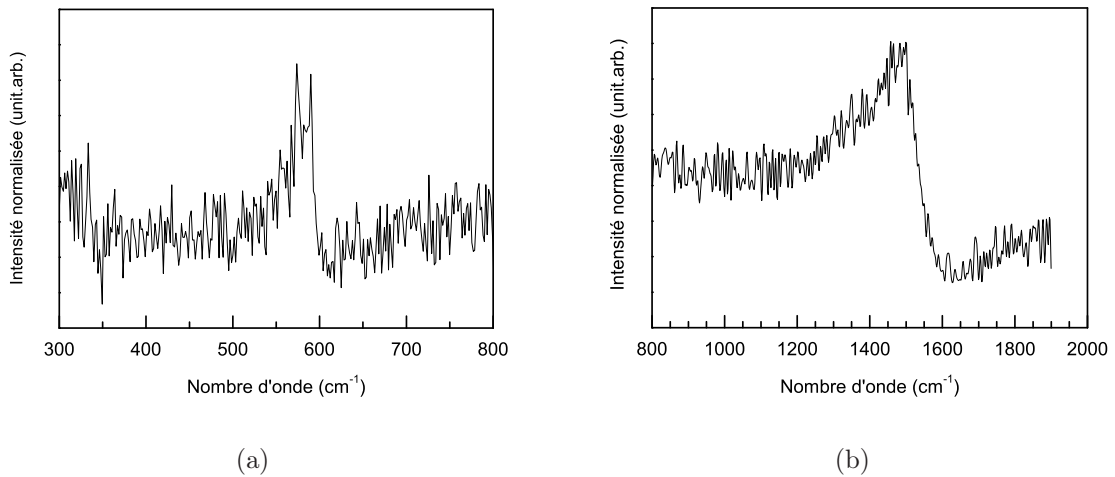 Intensité normalisée (unit.arb.)
300 400 500 600 700 800
Nombre d'onde (cm-1)
(a)
Intensité normalisée (unit.arb.)
800 1000 1200 1400 1600 1800 2000
Nombre d'onde (cm-1)
(b)